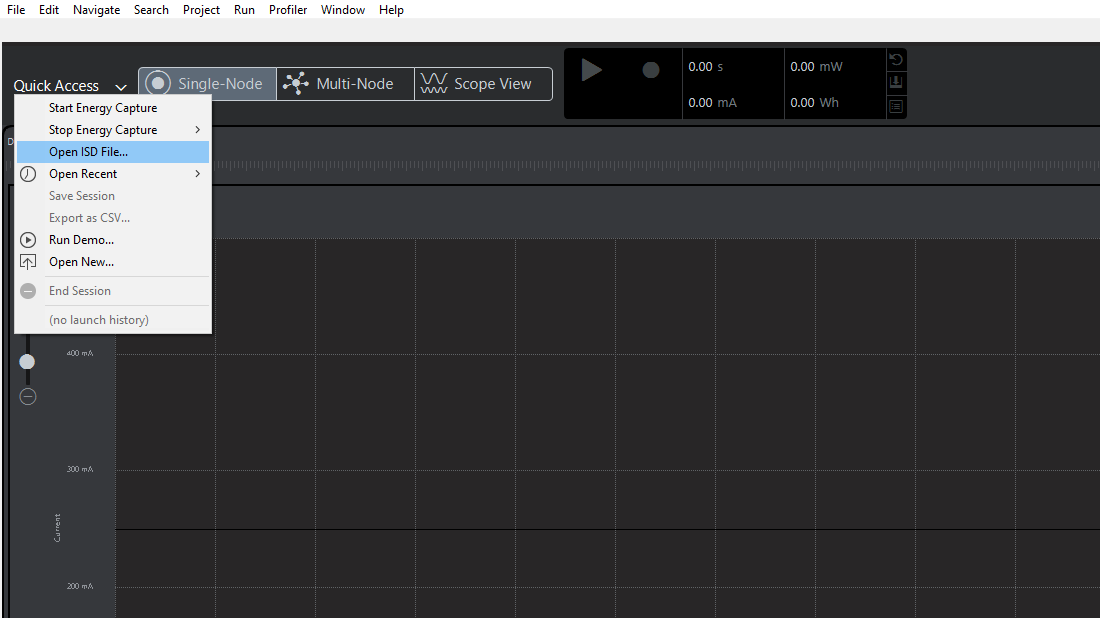 File Edit Navigate Search Project Run Profiler Window Help
Quick Access Single-Node Multi-Node Scope View
0.00 s 0.00 mW
0.00 mA 0.00 Wh
Start Energy Capture
Stop Energy Capture
Open ISD File...
Open Recent
Save Session
Export as CSV...
Run Demo...
Open New...
End Session
(no launch history)
400 mA
300 mA
Current
200 mA